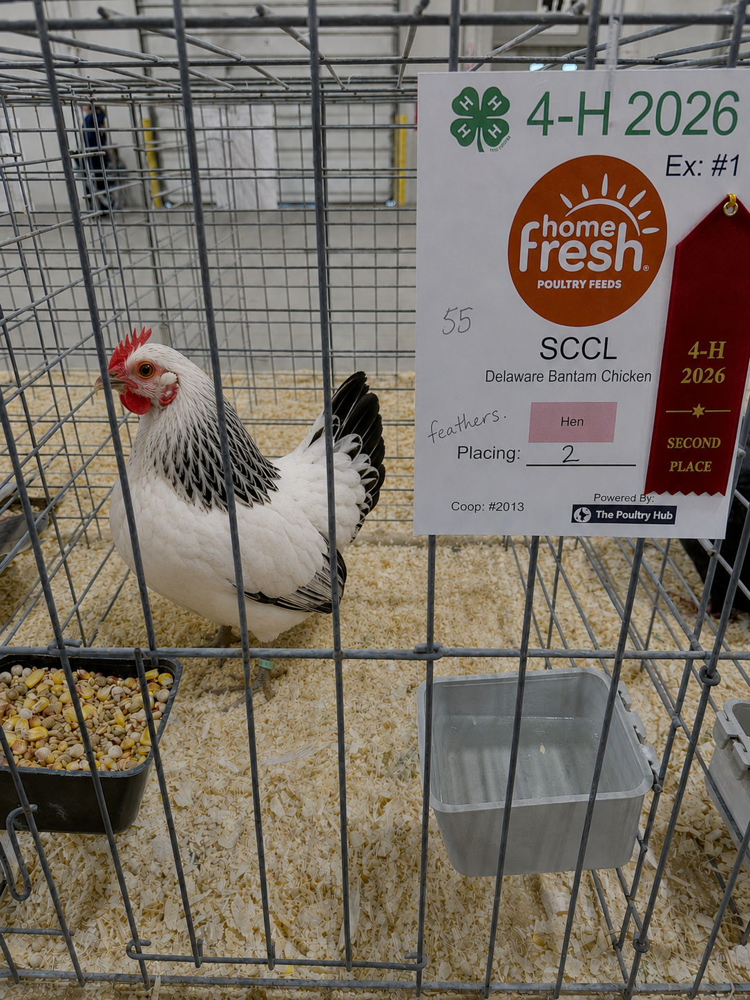 4-H 2026
H H H H
Ex: #1
home
fresh®
POULTRY FEEDS
55
SCCL
Delaware Bantam Chicken
Hen
feathers.
Placing: 2
Coop: #2013
Powered By:
The Poultry Hub
4-H
2026
SECOND
PLACE